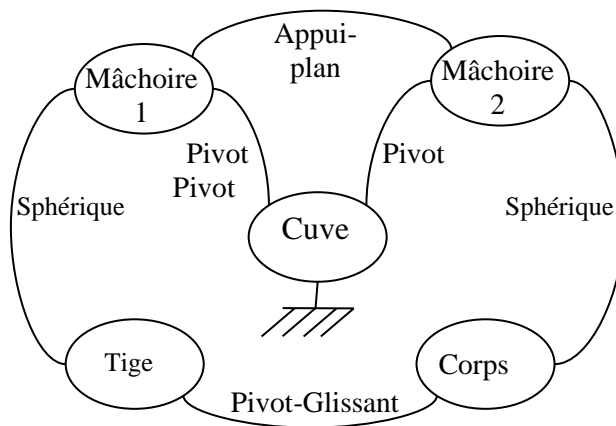 Appui-
plan
Mâchoire
1
Mâchoire
2
Pivot
Pivot
Pivot
Sphérique
Sphérique
Cuve
Tige
Corps
Pivot-Glissant